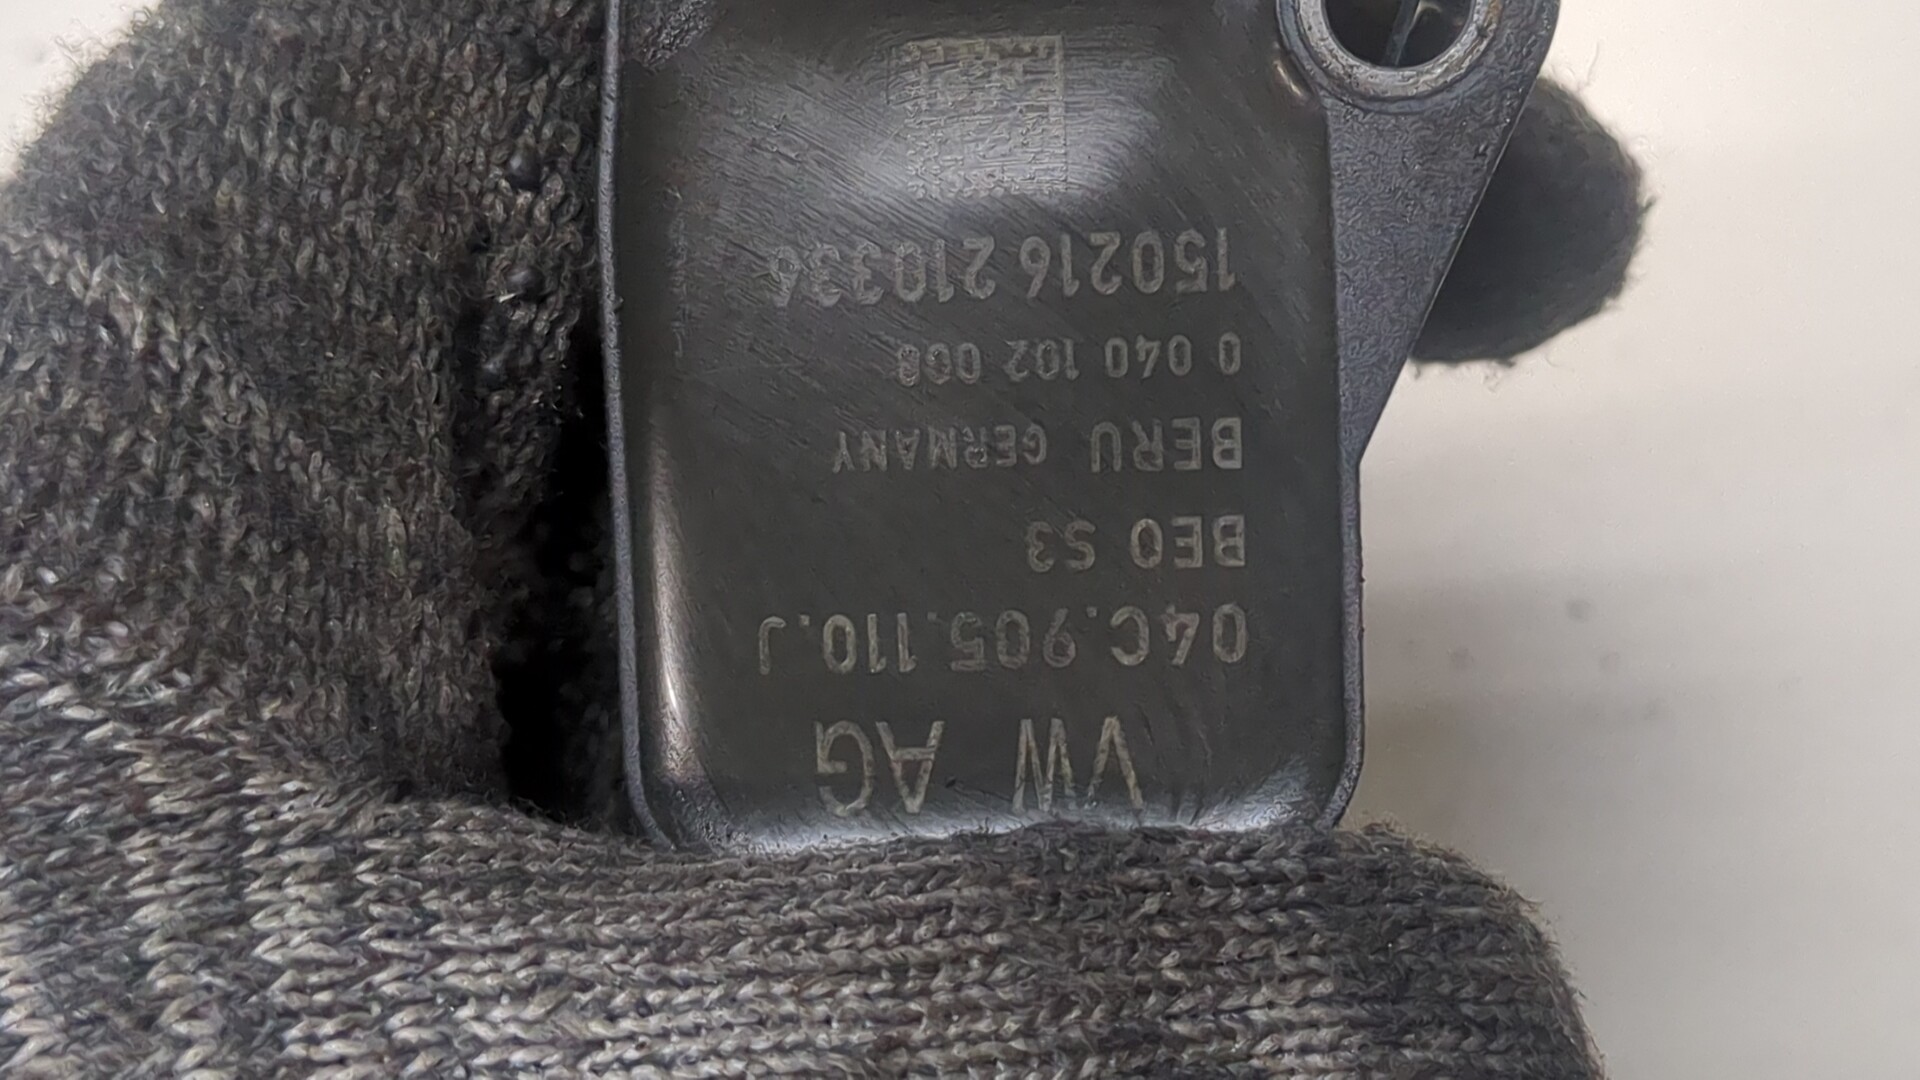 VW AG
04C.905.110.J
BEO S3
BERU GERMANY
0 040 102 008
150216 210336